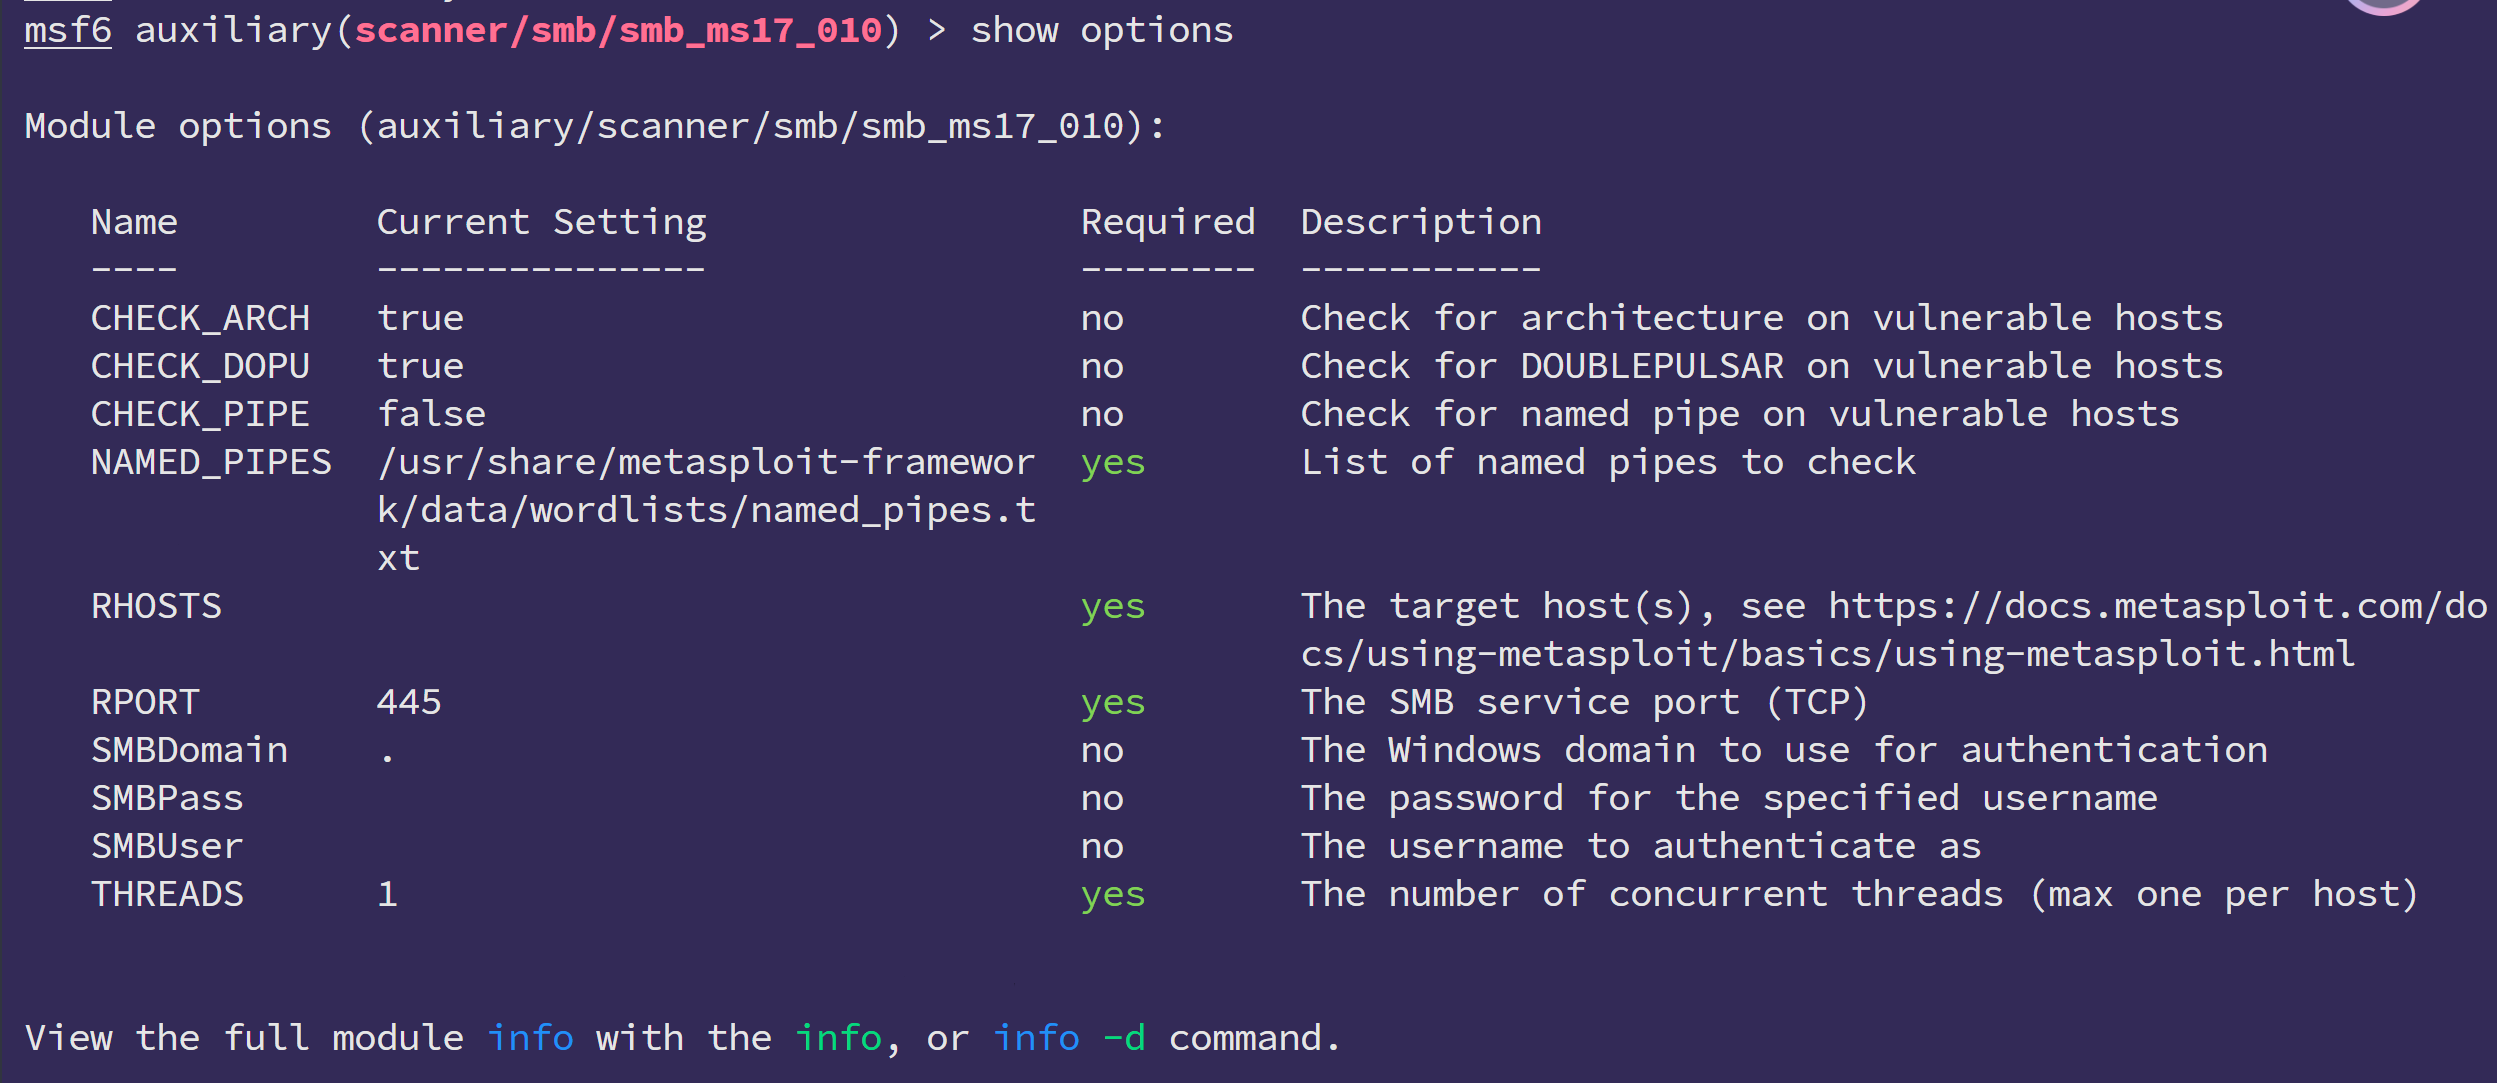 msf6 auxiliary(scanner/smb/smb_ms17_010) > show options
Module options (auxiliary/scanner/smb/smb_ms17_010):
Name Current Setting Required Description
---- --------------- -------- -----------
CHECK_ARCH true no Check for architecture on vulnerable hosts
CHECK_DOPU true no Check for DOUBLEPULSAR on vulnerable hosts
CHECK_PIPE false no Check for named pipe on vulnerable hosts
NAMED_PIPES /usr/share/metasploit-framewor yes List of named pipes to check
k/data/wordlists/named_pipes.t
xt
RHOSTS yes The target host(s), see https://docs.metasploit.com/do
cs/using-metasploit/basics/using-metasploit.html
RPORT 445 yes The SMB service port (TCP)
SMBDomain . no The Windows domain to use for authentication
SMBPass no The password for the specified username
SMBUser no The username to authenticate as
THREADS 1 yes The number of concurrent threads (max one per host)
View the full module info with the info, or info -d command.